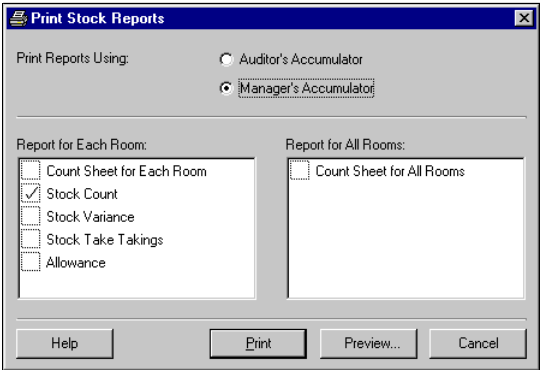 Print Stock Reports
Print Reports Using:
Auditor's Accumulator
Manager's Accumulator
Report for Each Room:
Count Sheet for Each Room
Stock Count
Stock Variance
Stock Take Takings
Allowance
Report for All Rooms:
Count Sheet for All Rooms
Help
Print
Preview...
Cancel